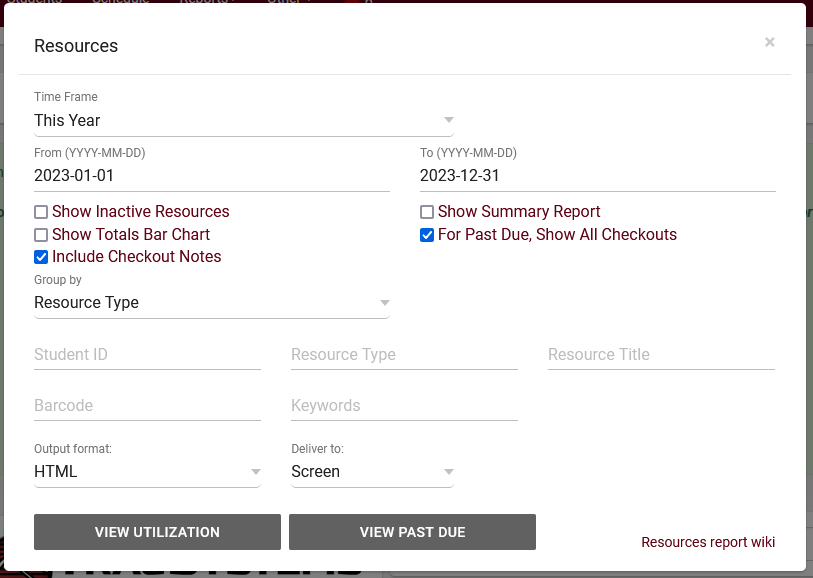 Resources
×
Time Frame
This Year
From (YYYY-MM-DD)
To (YYYY-MM-DD)
2023-01-01
2023-12-31
Show Inactive Resources
Show Summary Report
Show Totals Bar Chart
For Past Due, Show All Checkouts
Include Checkout Notes
Group by
Resource Type
Student ID
Resource Type
Resource Title
Barcode
Keywords
Output format:
Deliver to:
HTML
Screen
VIEW UTILIZATION
VIEW PAST DUE
Resources report wiki